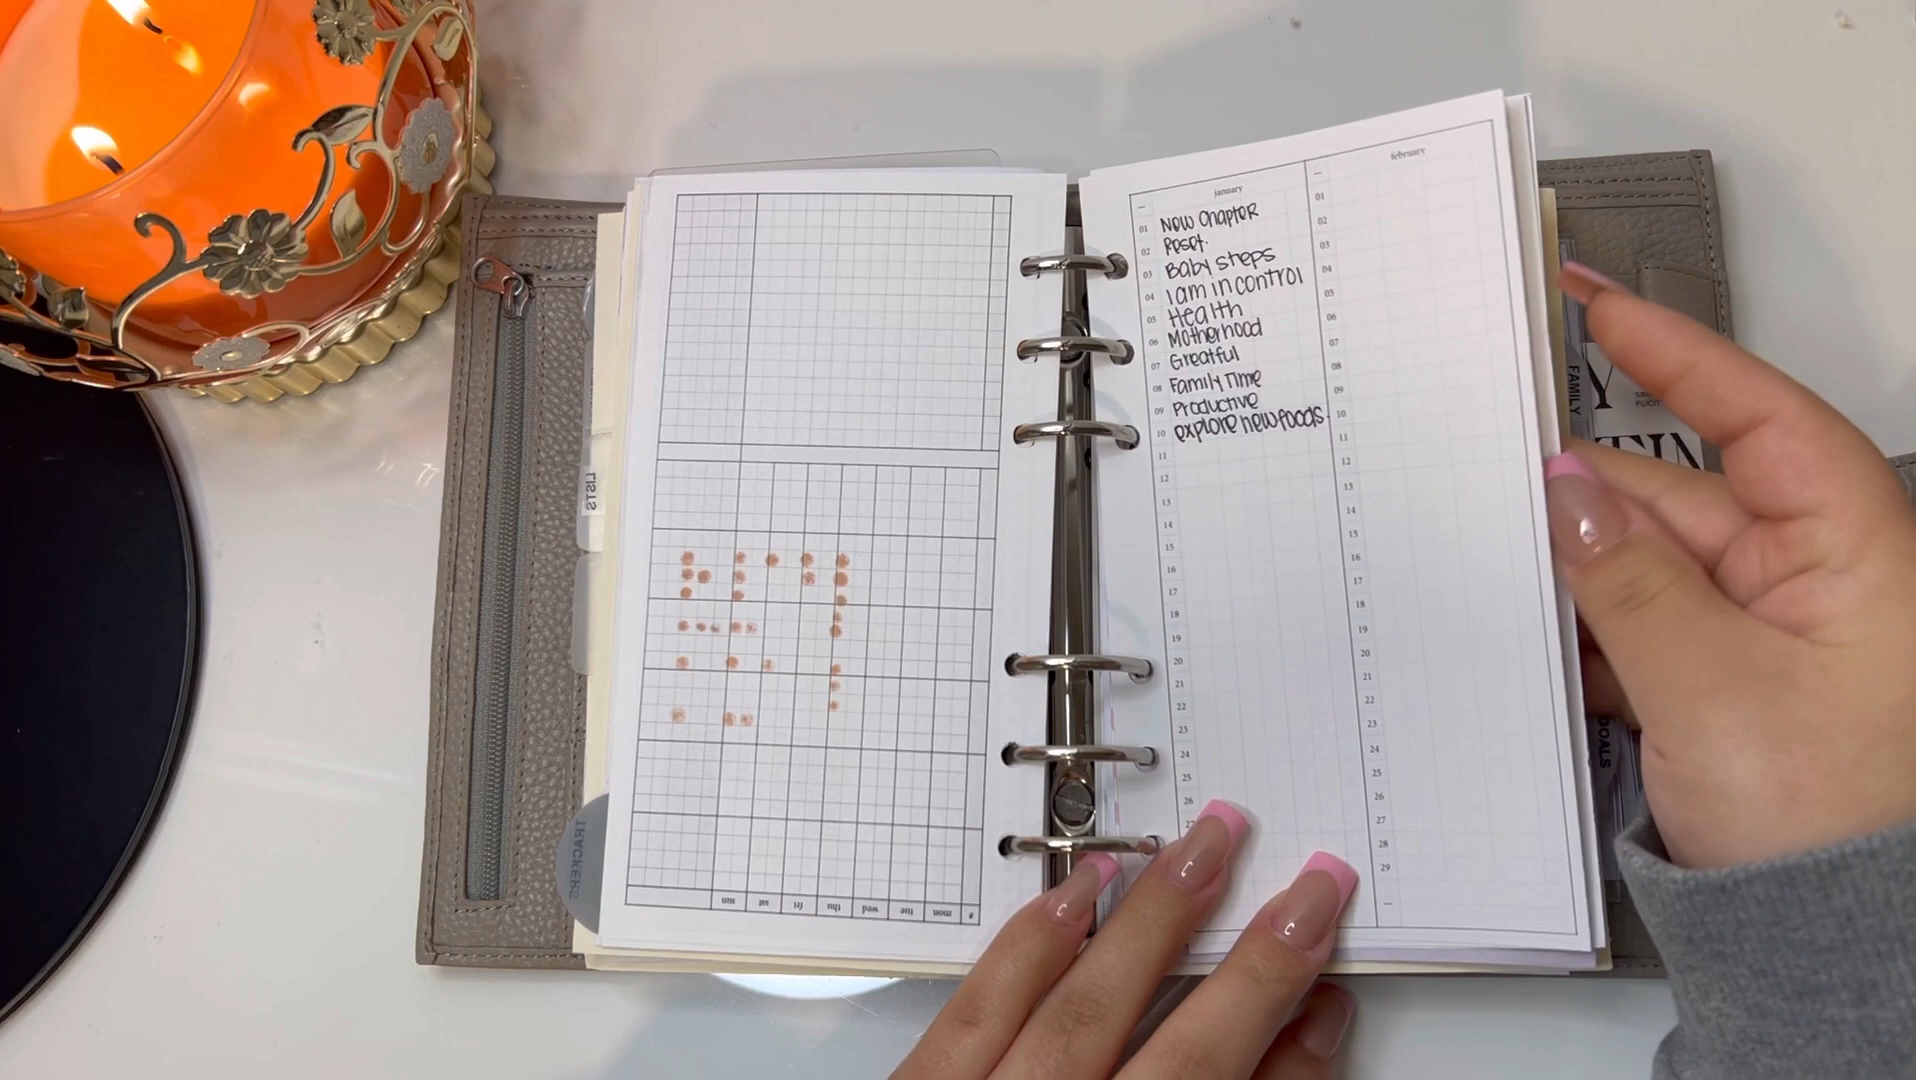 january
february
01 New Chapter
02 Reset.
03 Baby steps
04 I am in control
05 Health
06 Motherhood
07 Greatful
08 Family Time
09 Productive
10 explore new foods.
11
12
13
14
15
16
17
18
19
20
21
22
23
24
25
26
27
01
02
03
04
05
06
07
08
09
10
11
12
13
14
15
16
17
18
19
20
21
22
23
24
25
26
27
28
29
# mon tue wed thu fri sat sun
LISTS
TRACKERS
FAMILY